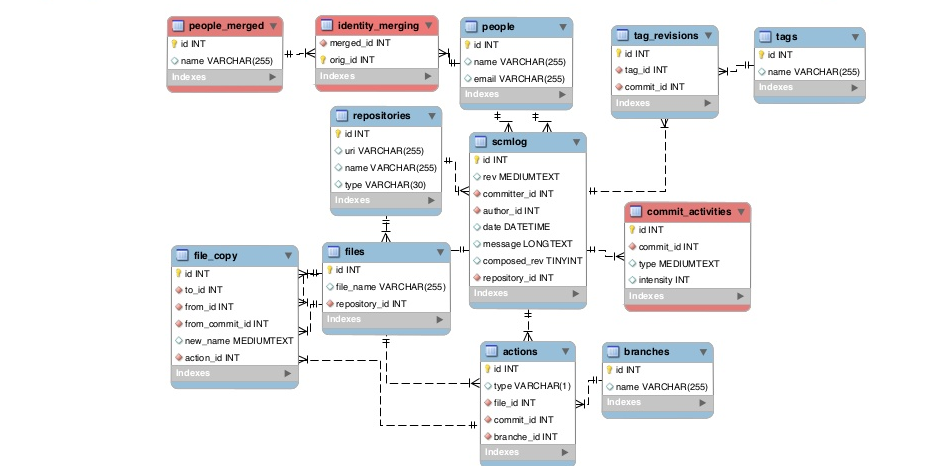 people_merged
id INT
name VARCHAR(255)
Indexes
identity_merging
merged_id INT
orig_id INT
Indexes
people
id INT
name VARCHAR(255)
email VARCHAR(255)
Indexes
tag_revisions
id INT
tag_id INT
commit_id INT
Indexes
tags
id INT
name VARCHAR(255)
Indexes
repositories
id INT
uri VARCHAR(255)
name VARCHAR(255)
type VARCHAR(30)
Indexes
scmlog
id INT
rev MEDIUMTEXT
committer_id INT
author_id INT
date DATETIME
message LONGTEXT
composed_rev TINYINT
repository_id INT
Indexes
commit_activities
id INT
commit_id INT
type MEDIUMTEXT
intensity INT
Indexes
file_copy
id INT
to_id INT
from_id INT
from_commit_id INT
new_name MEDIUMTEXT
action_id INT
Indexes
files
id INT
file_name VARCHAR(255)
repository_id INT
Indexes
actions
id INT
type VARCHAR(1)
file_id INT
commit_id INT
branche_id INT
Indexes
branches
id INT
name VARCHAR(255)
Indexes